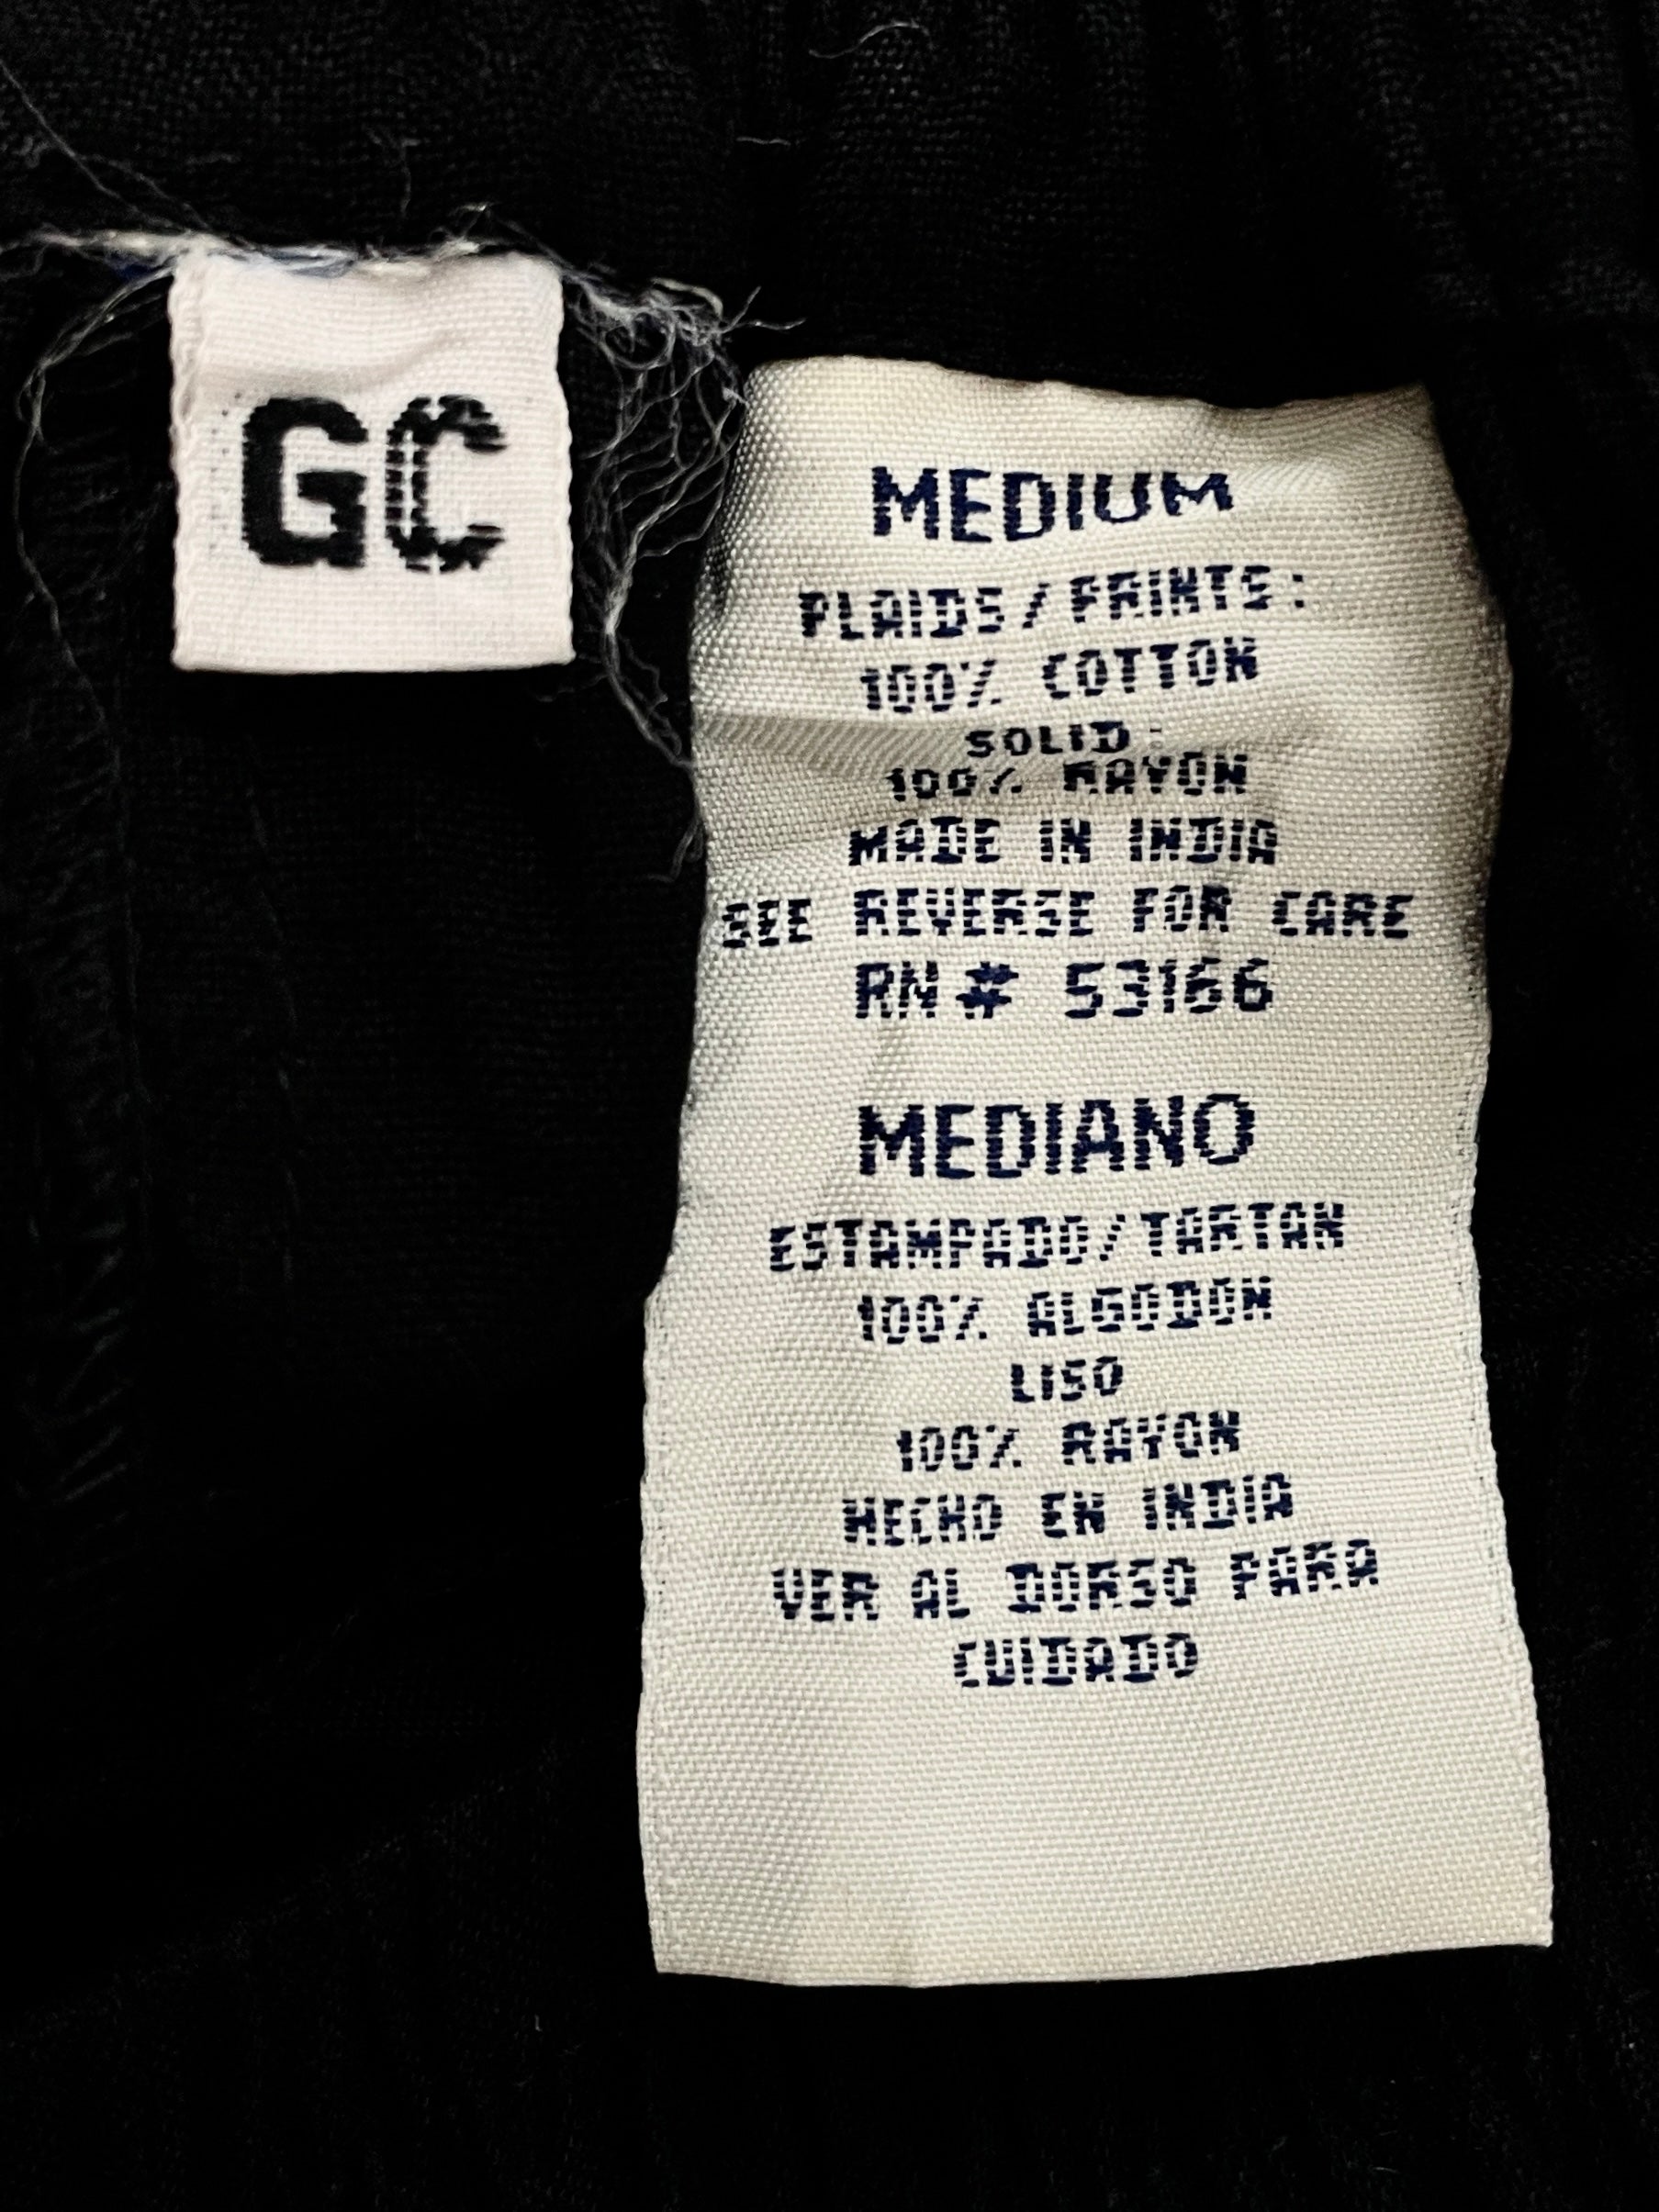 GC
MEDIUM
PLAIDS/PRINTS:
100% COTTON
SOLID:
100% RAYON
MADE IN INDIA
SEE REVERSE FOR CARE
RN# 53166
MEDIANO
ESTAMPADO/TARTAN
100% ALGODON
LISO
100% RAYON
HECHO EN INDIA
VER AL DORSO PARA
CUIDADO